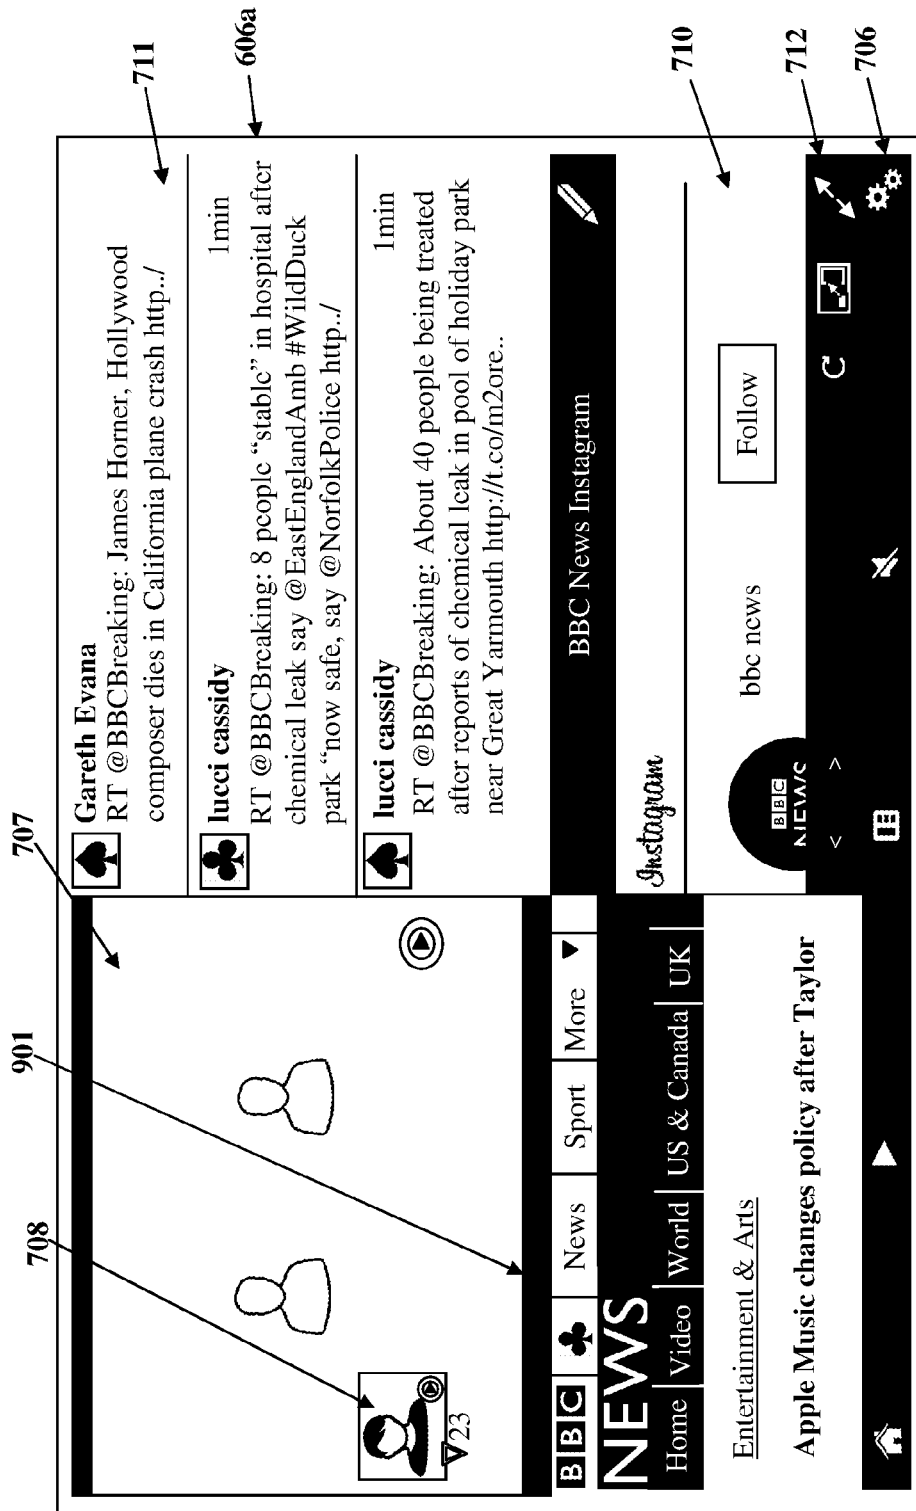 708
901
707
711
606a
710
712
706
23
BBC
News
Sport
More
NEWS
Home
Video
World
US & Canada
UK
Entertainment & Arts
Apple Music changes policy after Taylor
Gareth Evana
RT @BBCBreaking: James Horner, Hollywood
composer dies in California plane crash http../
lucci cassidy
1min
RT @BBCBreaking: 8 people “stable” in hospital after
chemical leak say @EastEnglandAmb #WildDuck
park “now safe, say @NorfolkPolice http../
lucci cassidy
1min
RT @BBCBreaking: About 40 people being treated
after reports of chemical leak in pool of holiday park
near Great Yarmouth http://t.co/m2ore..
BBC News Instagram
Instagram
BBC
NEWS
bbc news
Follow
< >